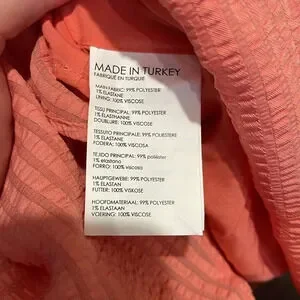 MADE IN TURKEY
FABRIQUÉ EN TURQUIE
MAIN FABRIC: 99% POLYESTER
1% ELASTANE
LINING: 100% VISCOSE
TISSU PRINCIPAL: 99% POLYESTER
1% ELASTHANNE
DOUBLURE: 100% VISCOSE
TESSUTO PRINCIPALE: 99% POLIESTERE
1% ELASTANE
FODERA: 100% VISCOSA
TEJIDO PRINCIPAL: 99% poliéster
1% elastano
FORRO: 100% viscosa
HAUPTGEWEBE: 99% POLYESTER
1% ELASTAN
FUTTER: 100% VISKOSE
HOOFDMATERIAAL: 99% POLYESTER
1% ELASTAAN
VOERING: 100% VISCOSE